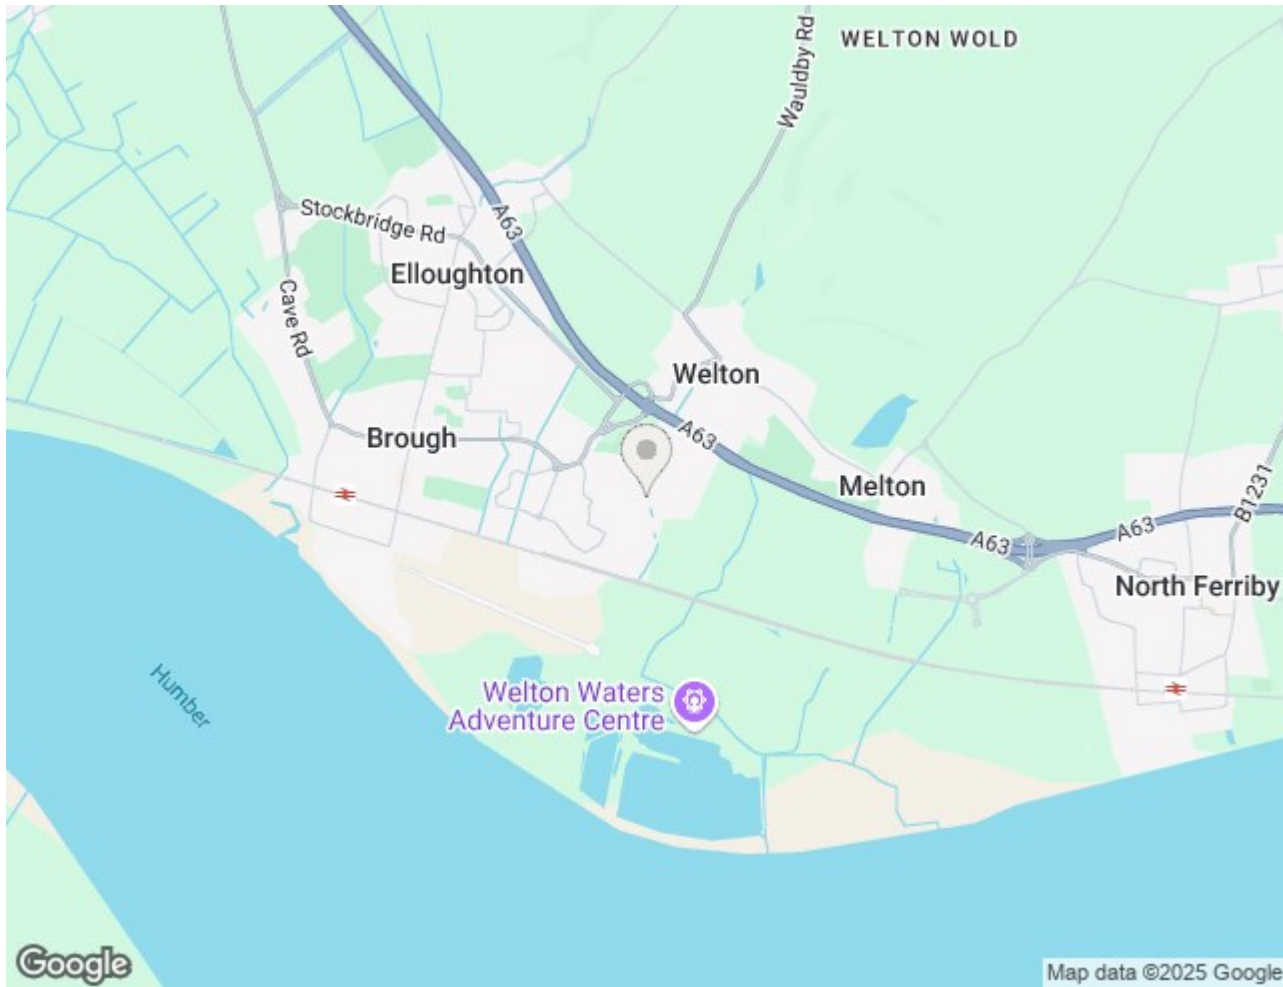 WELTON WOLD
Wauldby Rd
Stockbridge Rd
A63
Elloughton
Cave Rd
Welton
Brough
A63
Melton
A63
A63
B1231
North Ferriby
Humber
Welton Waters
Adventure Centre
Google
Map data ©2025 Google